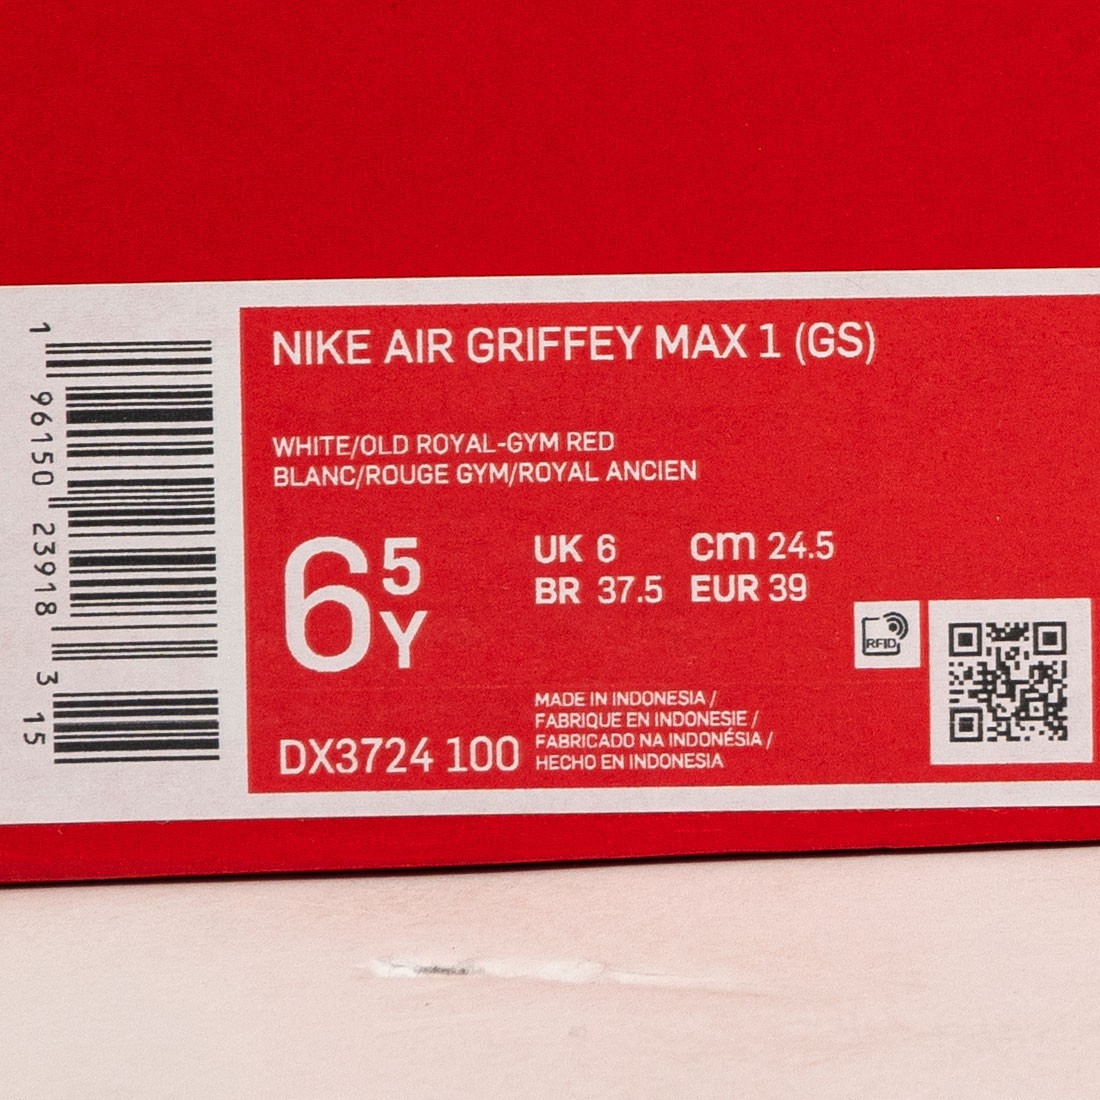 NIKE AIR GRIFFEY MAX 1 (GS)
WHITE/OLD ROYAL-GYM RED
BLANC/ROUGE GYM/ROYAL ANCIEN
6 5 Y
UK 6 cm 24.5
BR 37.5 EUR 39
RFID
MADE IN INDONESIA /
FABRIQUE EN INDONESIE /
FABRICADO NA INDONÉSIA /
HECHO EN INDONESIA
DX3724 100
1 96150 23918 3 15